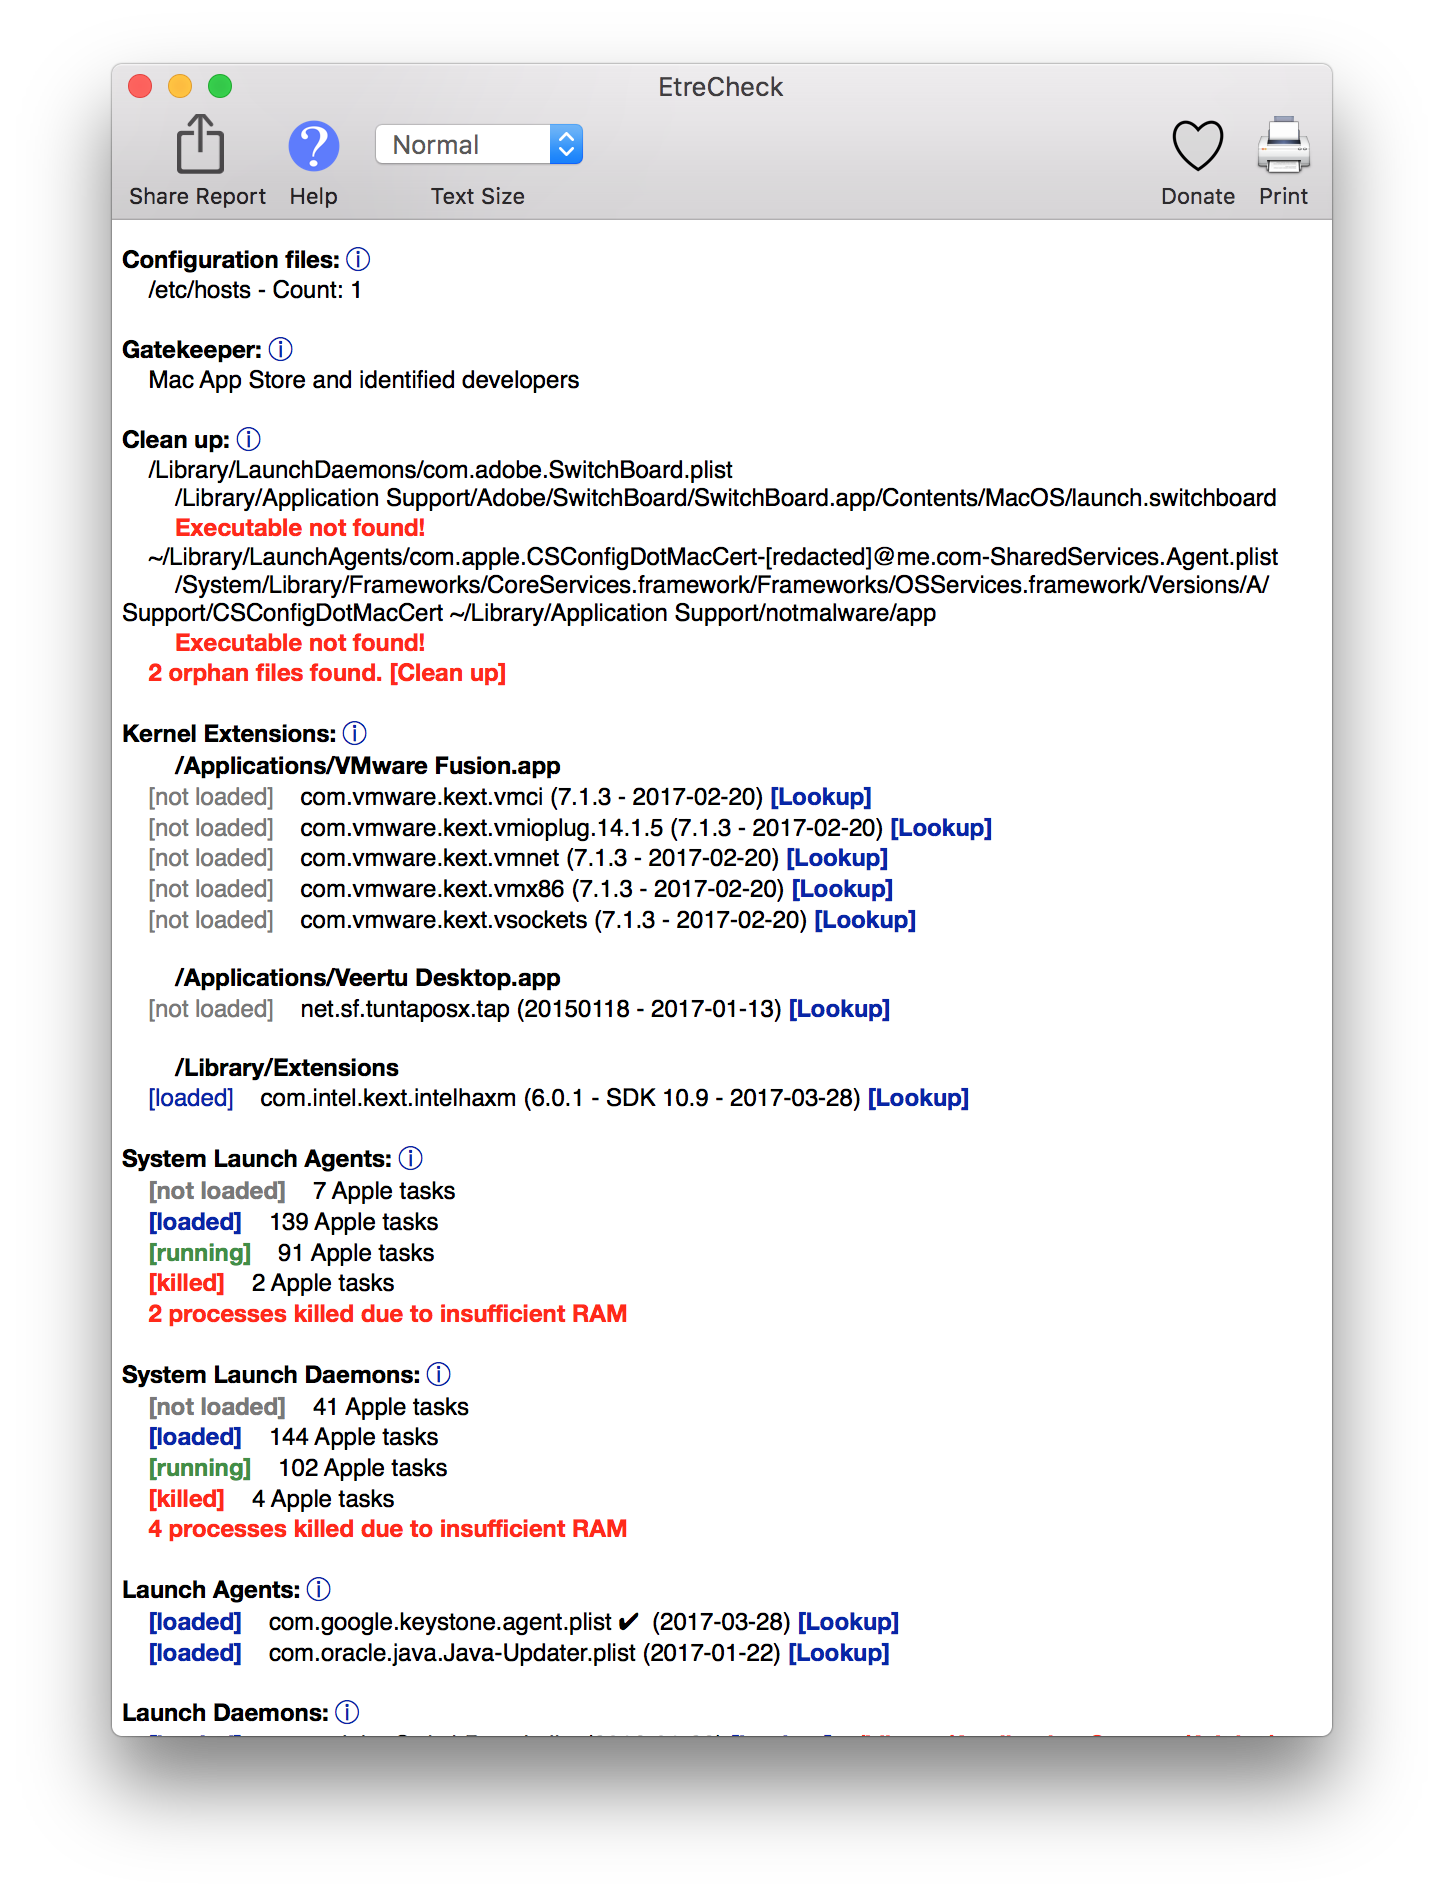 EtreCheck
Normal
Share Report Help Text Size Donate Print
Configuration files: ⓘ
/etc/hosts - Count: 1
Gatekeeper: ⓘ
Mac App Store and identified developers
Clean up: ⓘ
/Library/LaunchDaemons/com.adobe.SwitchBoard.plist
/Library/Application Support/Adobe/SwitchBoard/SwitchBoard.app/Contents/MacOS/launch.switchboard
Executable not found!
~/Library/LaunchAgents/com.apple.CSConfigDotMacCert-[redacted]@me.com-SharedServices.Agent.plist
/System/Library/Frameworks/CoreServices.framework/Frameworks/OSServices.framework/Versions/A/
Support/CSConfigDotMacCert ~/Library/Application Support/notmalware/app
Executable not found!
2 orphan files found. [Clean up]
Kernel Extensions: ⓘ
/Applications/VMware Fusion.app
[not loaded] com.vmware.kext.vmci (7.1.3 - 2017-02-20) [Lookup]
[not loaded] com.vmware.kext.vmioplug.14.1.5 (7.1.3 - 2017-02-20) [Lookup]
[not loaded] com.vmware.kext.vmnet (7.1.3 - 2017-02-20) [Lookup]
[not loaded] com.vmware.kext.vmx86 (7.1.3 - 2017-02-20) [Lookup]
[not loaded] com.vmware.kext.vsockets (7.1.3 - 2017-02-20) [Lookup]
/Applications/Veertu Desktop.app
[not loaded] net.sf.tuntaposx.tap (20150118 - 2017-01-13) [Lookup]
/Library/Extensions
[loaded] com.intel.kext.intelhaxm (6.0.1 - SDK 10.9 - 2017-03-28) [Lookup]
System Launch Agents: ⓘ
[not loaded] 7 Apple tasks
[loaded] 139 Apple tasks
[running] 91 Apple tasks
[killed] 2 Apple tasks
2 processes killed due to insufficient RAM
System Launch Daemons: ⓘ
[not loaded] 41 Apple tasks
[loaded] 144 Apple tasks
[running] 102 Apple tasks
[killed] 4 Apple tasks
4 processes killed due to insufficient RAM
Launch Agents: ⓘ
[loaded] com.google.keystone.agent.plist ✔ (2017-03-28) [Lookup]
[loaded] com.oracle.java.Java-Updater.plist (2017-01-22) [Lookup]
Launch Daemons: ⓘ